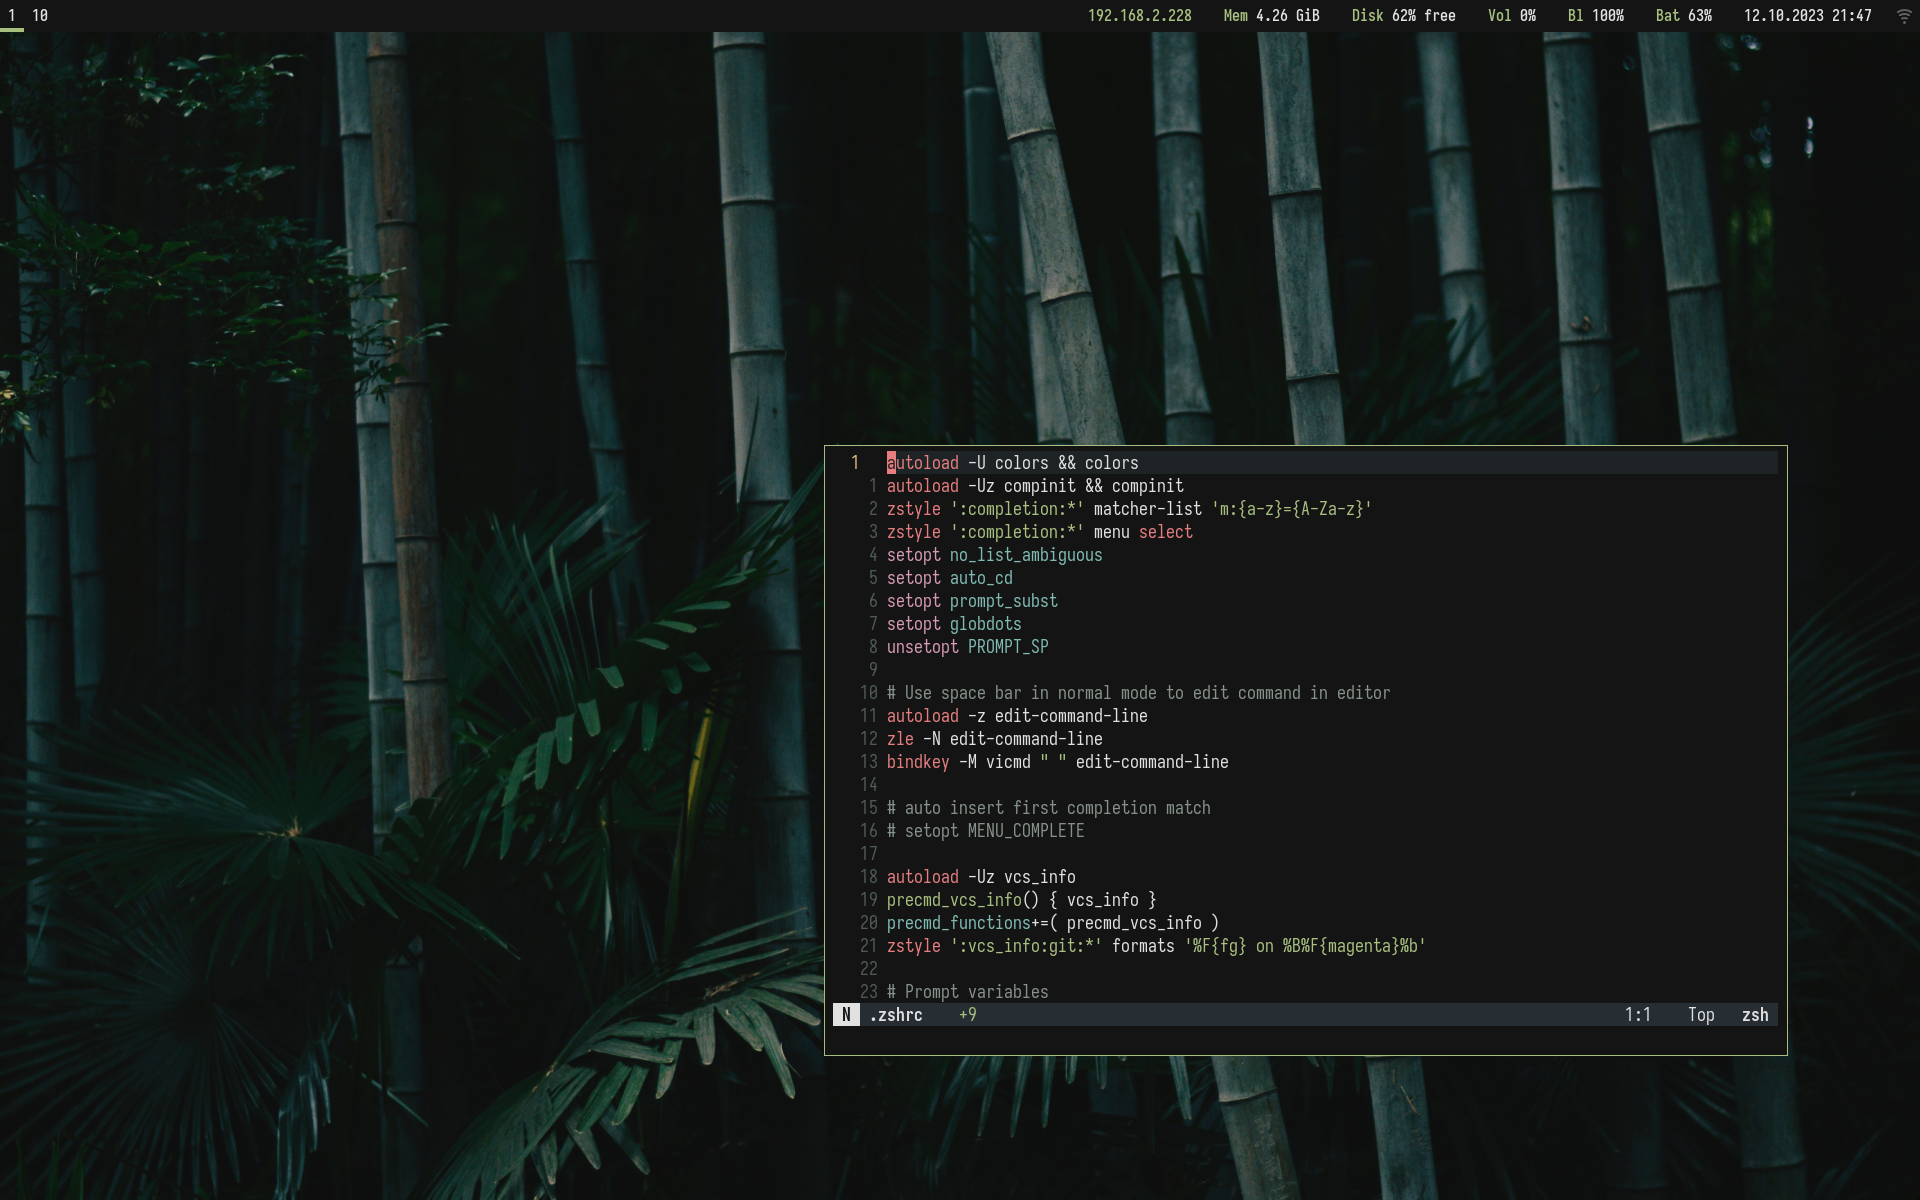 1 10 192.168.2.228 Mem 4.26 GiB Disk 62% free Vol 0% Bl 100% Bat 63% 12.10.2023 21:47
1 autoload -U colors && colors
1 autoload -Uz compinit && compinit
2 zstyle ':completion:*' matcher-list 'm:{a-z}={A-Za-z}'
3 zstyle ':completion:*' menu select
4 setopt no_list_ambiguous
5 setopt auto_cd
6 setopt prompt_subst
7 setopt globdots
8 unsetopt PROMPT_SP
9
10 # Use space bar in normal mode to edit command in editor
11 autoload -z edit-command-line
12 zle -N edit-command-line
13 bindkey -M vicmd " " edit-command-line
14
15 # auto insert first completion match
16 # setopt MENU_COMPLETE
17
18 autoload -Uz vcs_info
19 precmd_vcs_info() { vcs_info }
20 precmd_functions+=( precmd_vcs_info )
21 zstyle ':vcs_info:git:*' formats '%F{fg} on %B%F{magenta}%b'
22
23 # Prompt variables
N .zshrc +9 1:1 Top zsh